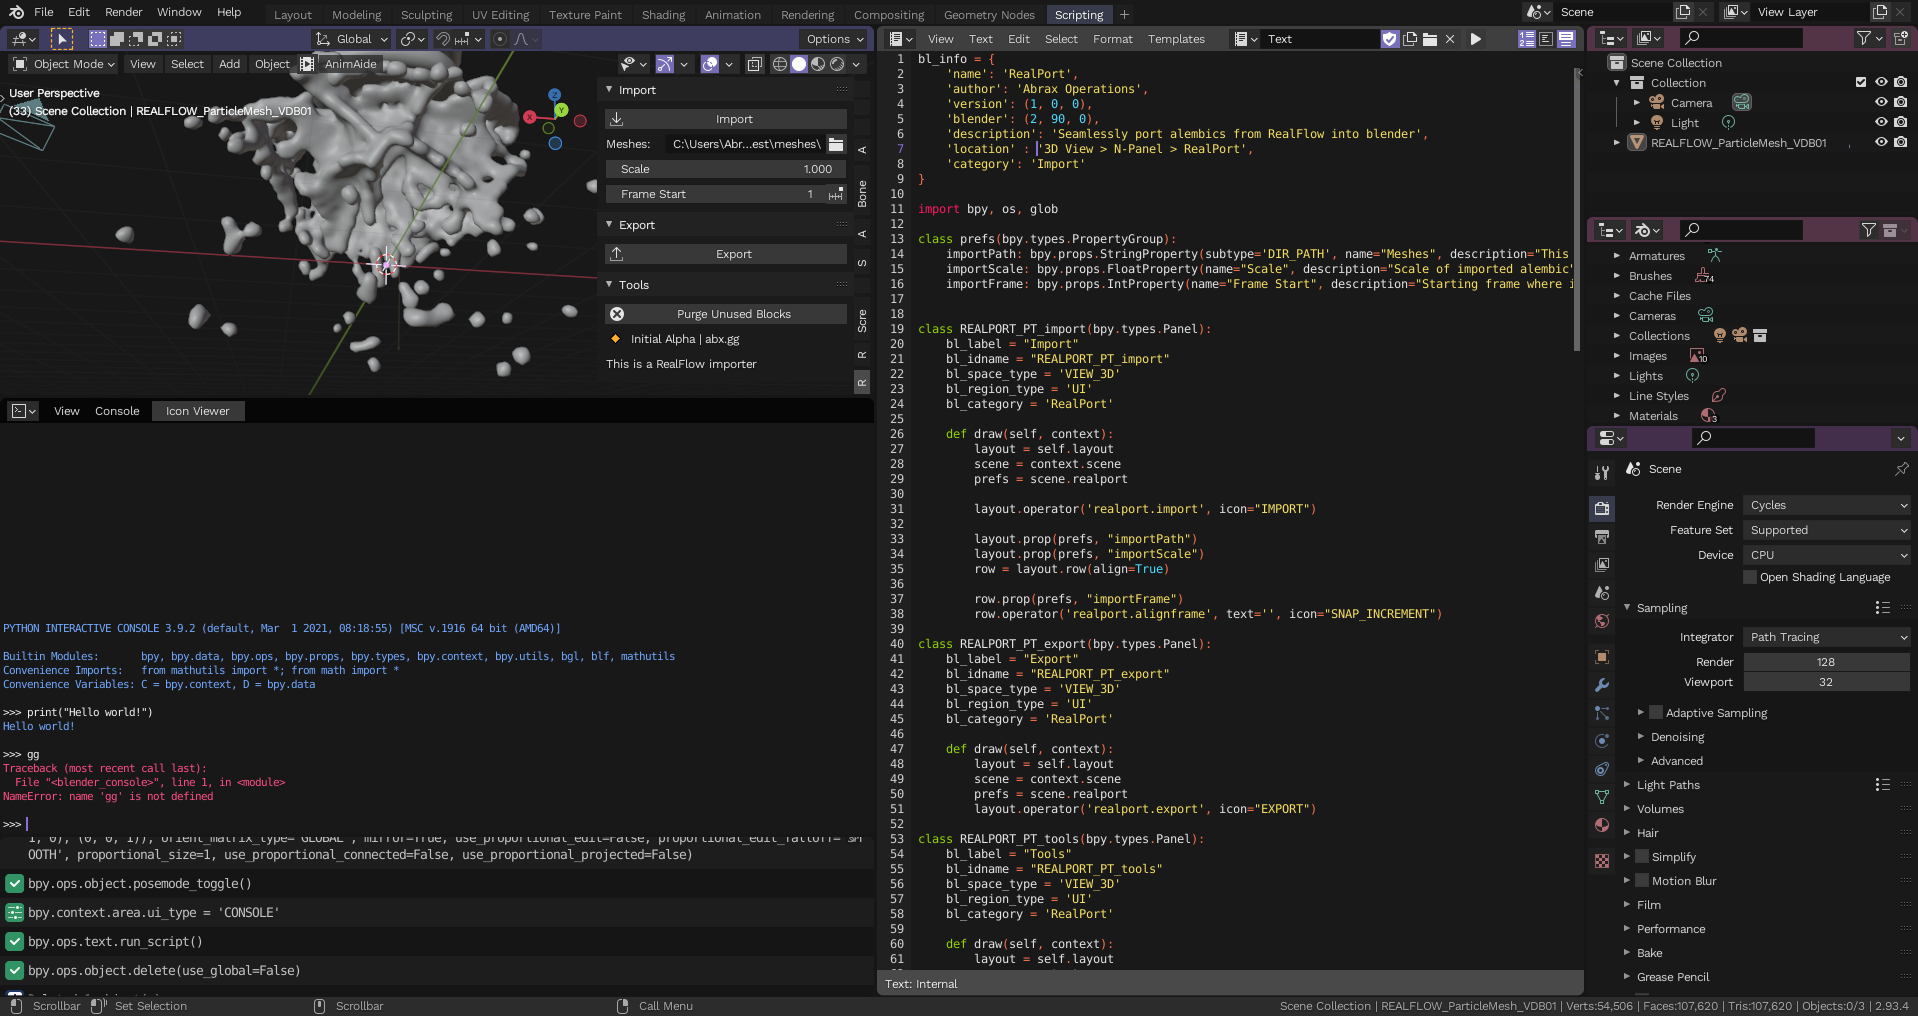 File Edit Render Window Help
Layout Modeling Sculpting UV Editing Texture Paint Shading Animation Rendering Compositing Geometry Nodes Scripting +
Scene
View Layer
Global
Options
Object Mode View Select Add Object AnimAide
User Perspective
(33) Scene Collection | REALFLOW_ParticleMesh_VDB01
Z
Y
X
Import
Import
Meshes: C:\Users\Abr...est\meshes\
Scale 1.000
Frame Start 1
Export
Export
Tools
Purge Unused Blocks
Initial Alpha | abx.gg
This is a RealFlow importer
A
Bone
A
S
Scre
R
R
View Console Icon Viewer
PYTHON INTERACTIVE CONSOLE 3.9.2 (default, Mar  1 2021, 08:18:55) [MSC v.1916 64 bit (AMD64)]
Builtin Modules:       bpy, bpy.data, bpy.ops, bpy.props, bpy.types, bpy.context, bpy.utils, bgl, blf, mathutils
Convenience Imports:   from mathutils import *; from math import *
Convenience Variables: C = bpy.context, D = bpy.data
>>> print("Hello world!")
Hello world!
>>> gg
Traceback (most recent call last):
  File "<blender_console>", line 1, in <module>
NameError: name 'gg' is not defined
>>>
1, 0), (0, 0, 1)), orient_matrix_type='GLOBAL', mirror=True, use_proportional_edit=False, proportional_edit_falloff='SM
OOTH', proportional_size=1, use_proportional_connected=False, use_proportional_projected=False)
bpy.ops.object.posemode_toggle()
bpy.context.area.ui_type = 'CONSOLE'
bpy.ops.text.run_script()
bpy.ops.object.delete(use_global=False)
View Text Edit Select Format Templates
Text
1 bl_info = {
2     'name': 'RealPort',
3     'author': 'Abrax Operations',
4     'version': (1, 0, 0),
5     'blender': (2, 90, 0),
6     'description': 'Seamlessly port alembics from RealFlow into blender',
7     'location' : '3D View > N-Panel > RealPort',
8     'category': 'Import'
9 }
10
11 import bpy, os, glob
12
13 class prefs(bpy.types.PropertyGroup):
14     importPath: bpy.props.StringProperty(subtype='DIR_PATH', name="Meshes", description="This
15     importScale: bpy.props.FloatProperty(name="Scale", description="Scale of imported alembic"
16     importFrame: bpy.props.IntProperty(name="Frame Start", description="Starting frame where i
17
18
19 class REALPORT_PT_import(bpy.types.Panel):
20     bl_label = "Import"
21     bl_idname = "REALPORT_PT_import"
22     bl_space_type = 'VIEW_3D'
23     bl_region_type = 'UI'
24     bl_category = 'RealPort'
25
26     def draw(self, context):
27         layout = self.layout
28         scene = context.scene
29         prefs = scene.realport
30
31         layout.operator('realport.import', icon="IMPORT")
32
33         layout.prop(prefs, "importPath")
34         layout.prop(prefs, "importScale")
35         row = layout.row(align=True)
36
37         row.prop(prefs, "importFrame")
38         row.operator('realport.alignframe', text='', icon="SNAP_INCREMENT")
39
40 class REALPORT_PT_export(bpy.types.Panel):
41     bl_label = "Export"
42     bl_idname = "REALPORT_PT_export"
43     bl_space_type = 'VIEW_3D'
44     bl_region_type = 'UI'
45     bl_category = 'RealPort'
46
47     def draw(self, context):
48         layout = self.layout
49         scene = context.scene
50         prefs = scene.realport
51         layout.operator('realport.export', icon="EXPORT")
52
53 class REALPORT_PT_tools(bpy.types.Panel):
54     bl_label = "Tools"
55     bl_idname = "REALPORT_PT_tools"
56     bl_space_type = 'VIEW_3D'
57     bl_region_type = 'UI'
58     bl_category = 'RealPort'
59
60     def draw(self, context):
61         layout = self.layout
Text: Internal
Scene Collection
Collection
Camera
Light
REALFLOW_ParticleMesh_VDB01
Armatures
Brushes 74
Cache Files
Cameras
Collections
Images 10
Lights
Line Styles
Materials 3
Scene
Render Engine Cycles
Feature Set Supported
Device CPU
Open Shading Language
Sampling
Integrator Path Tracing
Render 128
Viewport 32
Adaptive Sampling
Denoising
Advanced
Light Paths
Volumes
Hair
Simplify
Motion Blur
Film
Performance
Bake
Grease Pencil
Scrollbar Set Selection Scrollbar Call Menu
Scene Collection | REALFLOW_ParticleMesh_VDB01 | Verts:54,506 | Faces:107,620 | Tris:107,620 | Objects:0/3 | 2.93.4